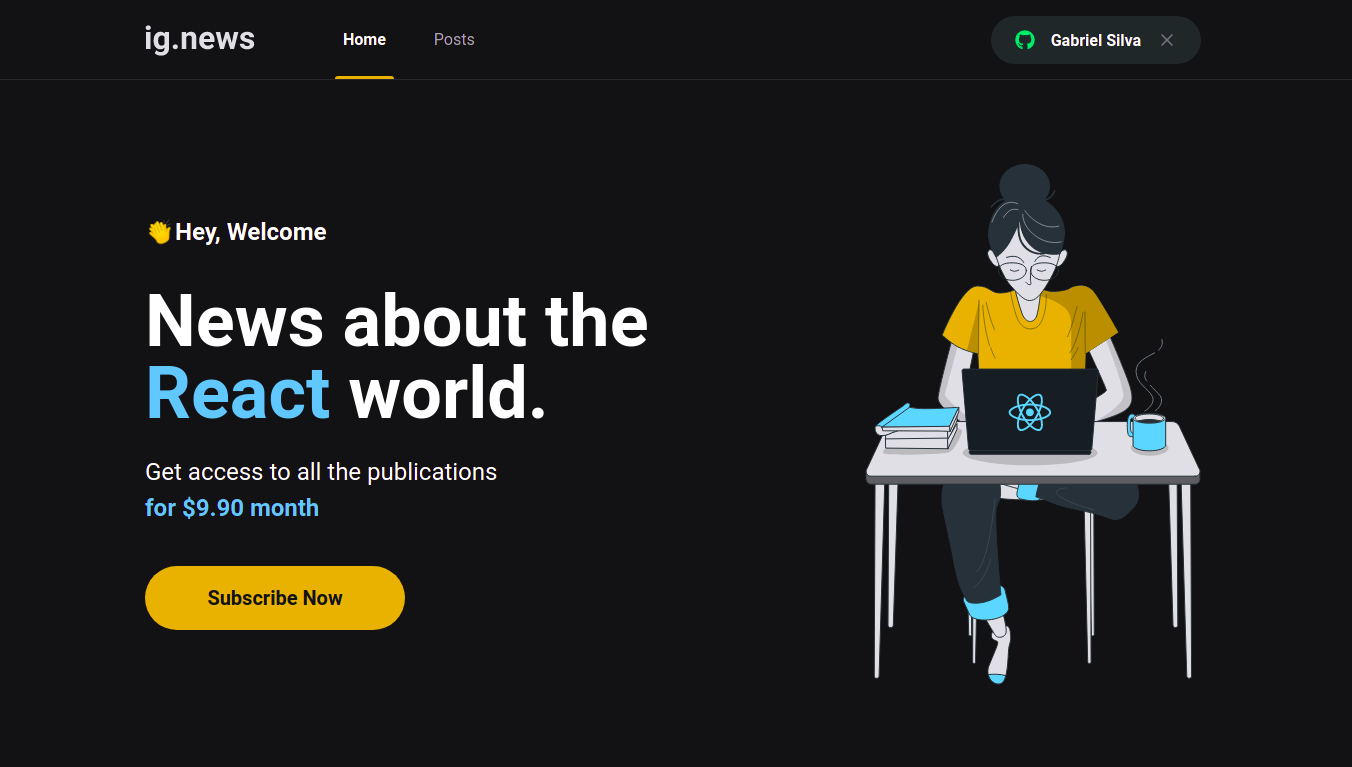 ig.news
Home
Posts
Gabriel Silva
👏Hey, Welcome
News about the
React world.
Get access to all the publications
for $9.90 month
Subscribe Now